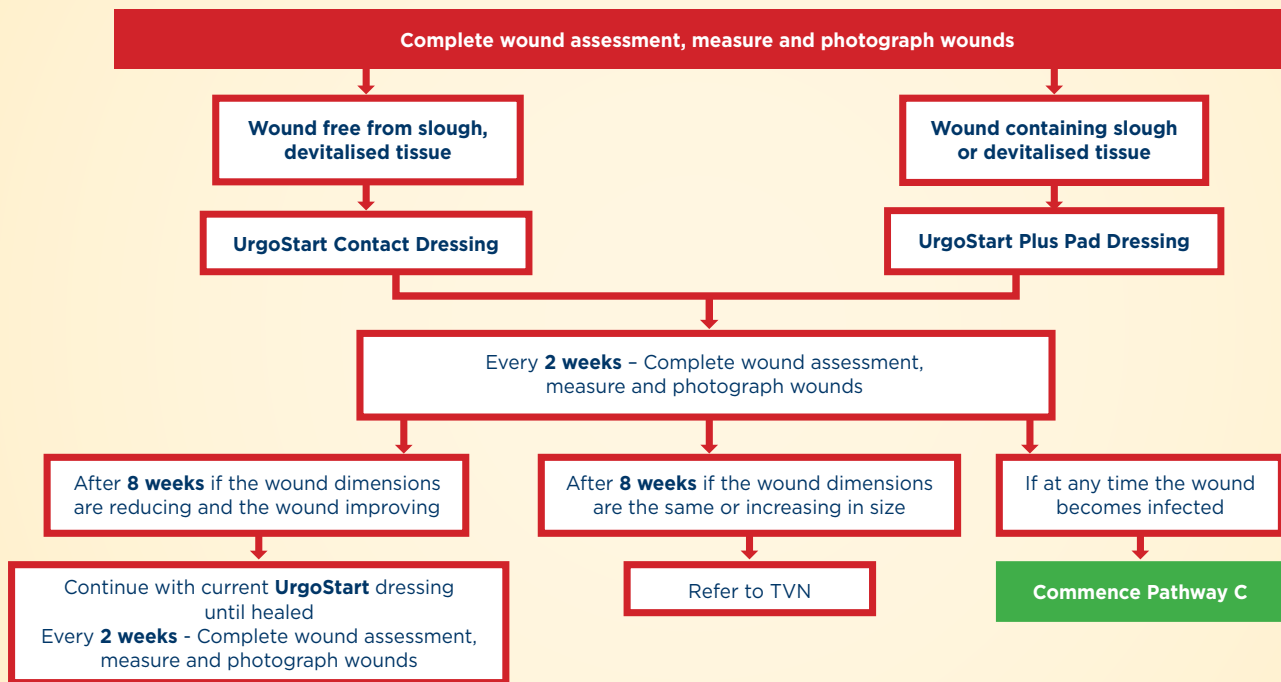 Complete wound assessment, measure and photograph wounds
Wound free from slough,
devitalised tissue
Wound containing slough
or devitalised tissue
UrgoStart Contact Dressing
UrgoStart Plus Pad Dressing
Every 2 weeks – Complete wound assessment,
measure and photograph wounds
After 8 weeks if the wound dimensions
are reducing and the wound improving
After 8 weeks if the wound dimensions
are the same or increasing in size
If at any time the wound
becomes infected
Continue with current UrgoStart dressing
until healed
Every 2 weeks - Complete wound assessment,
measure and photograph wounds
Refer to TVN
Commence Pathway C